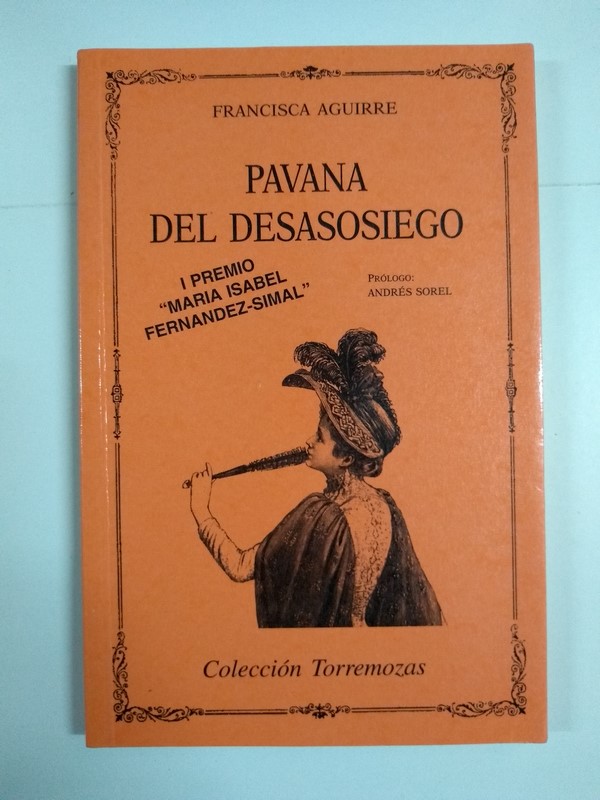 FRANCISCA AGUIRRE
PAVANA
DEL DESASOSIEGO
I PREMIO
“MARIA ISABEL
FERNANDEZ-SIMAL”
PRÓLOGO:
ANDRÉS SOREL
Colección Torremozas